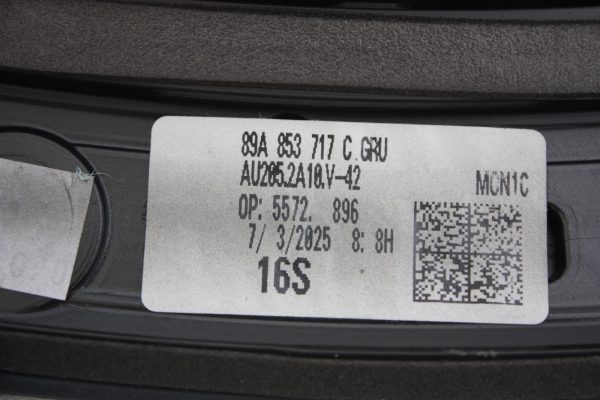 89A 853 717 C.GRU
AU205.2A10.V-42
MCN1C
OP: 5572. 896
7/ 3/2025 8: 8H
16S